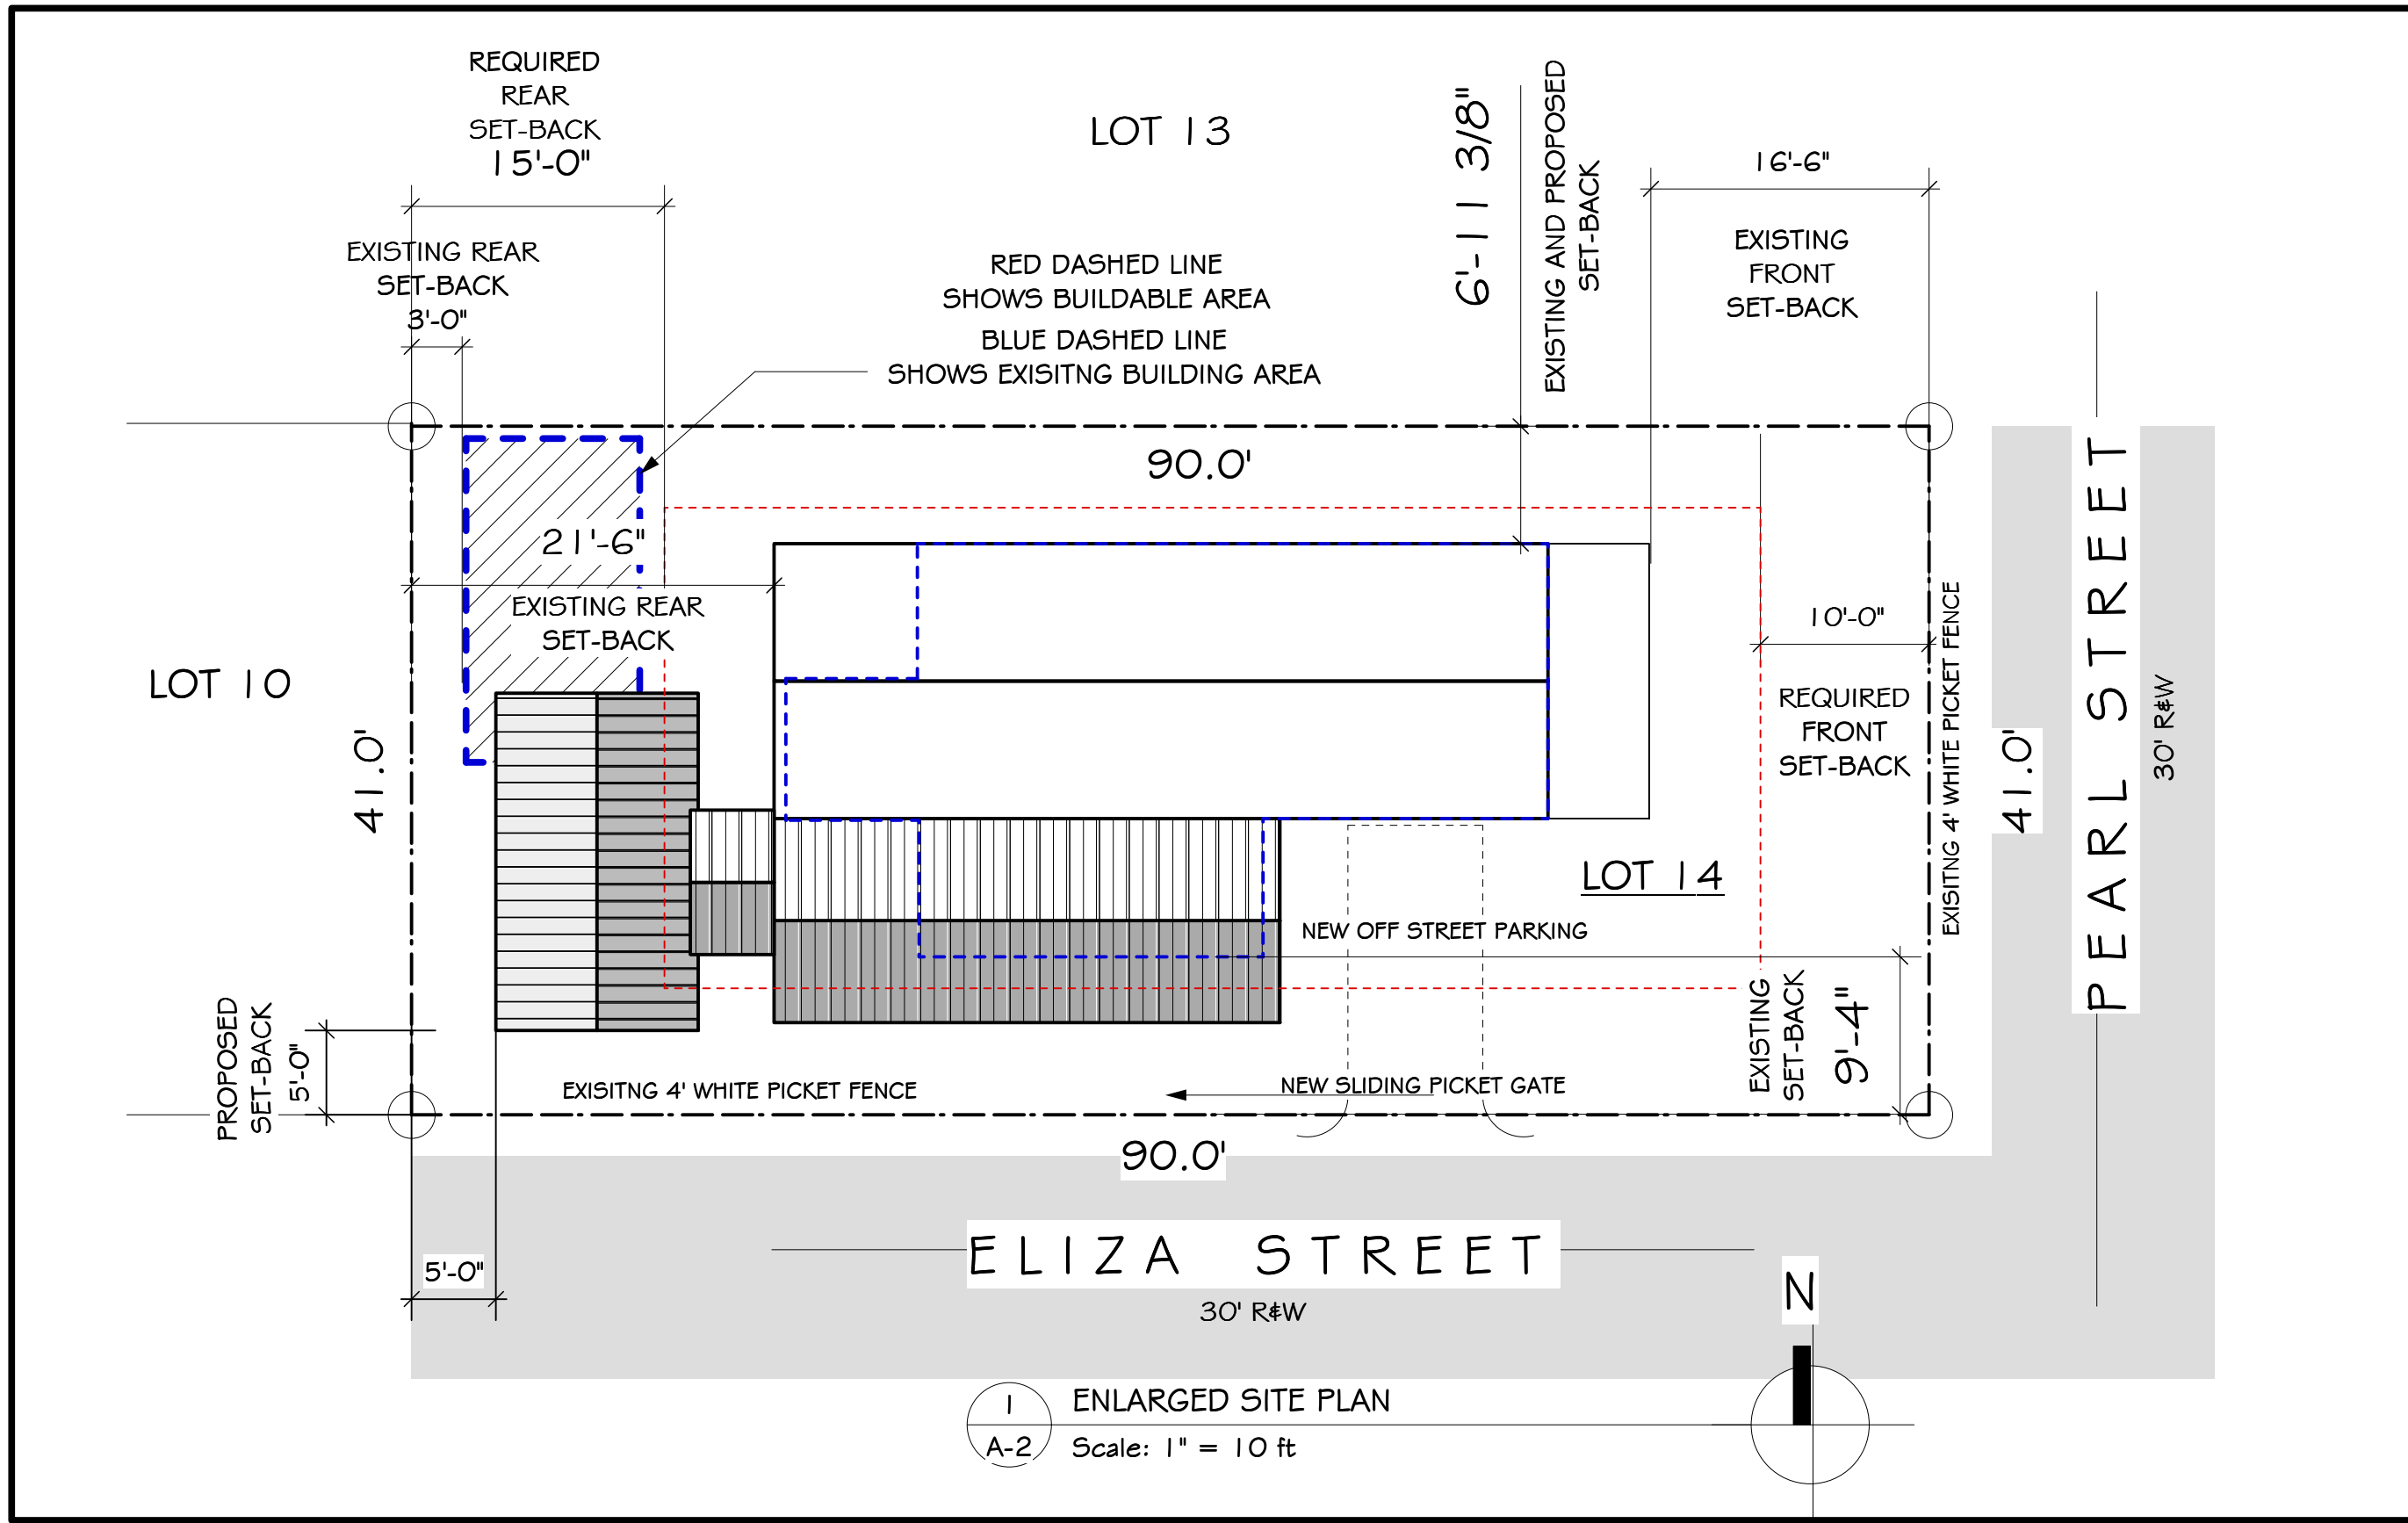 REQUIRED
REAR
SET-BACK
15'-0"
LOT 13
6'-11 3/8"
EXISTING AND PROPOSED
SET-BACK
16'-6"
EXISTING
FRONT
SET-BACK
EXISTING REAR
SET-BACK
3'-0"
RED DASHED LINE
SHOWS BUILDABLE AREA
BLUE DASHED LINE
SHOWS EXISITNG BUILDING AREA
90.0'
21'-6"
EXISTING REAR
SET-BACK
10'-0"
REQUIRED
FRONT
SET-BACK
EXISITNG 4' WHITE PICKET FENCE
41.0'
PEARL STREET
30' R&W
LOT 10
41.0'
LOT 14
NEW OFF STREET PARKING
EXISTING
SET-BACK
9'-4"
PROPOSED
SET-BACK
5'-0"
EXISITNG 4' WHITE PICKET FENCE
NEW SLIDING PICKET GATE
90.0'
ELIZA STREET
30' R&W
5'-0"
N
1
A-2
ENLARGED SITE PLAN
Scale: 1" = 10 ft